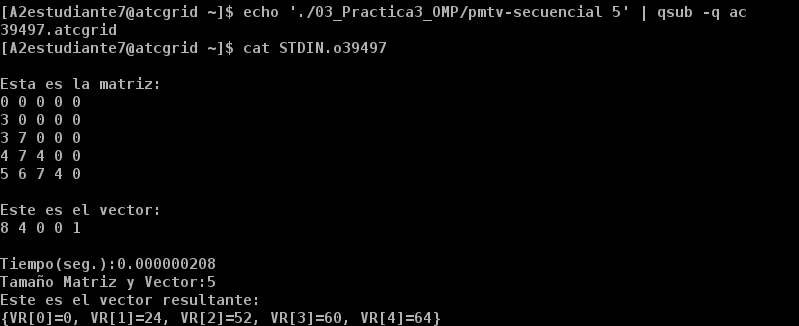 [A2estudiante7@atcgrid ~]$ echo './03_Practica3_OMP/pmtv-secuencial 5' | qsub -q ac
39497.atcgrid
[A2estudiante7@atcgrid ~]$ cat STDIN.o39497
Esta es la matriz:
0 0 0 0 0
3 0 0 0 0
3 7 0 0 0
4 7 4 0 0
5 6 7 4 0
Este es el vector:
8 4 0 0 1
Tiempo(seg.):0.000000208
Tamaño Matriz y Vector:5
Este es el vector resultante:
{VR[0]=0, VR[1]=24, VR[2]=52, VR[3]=60, VR[4]=64}